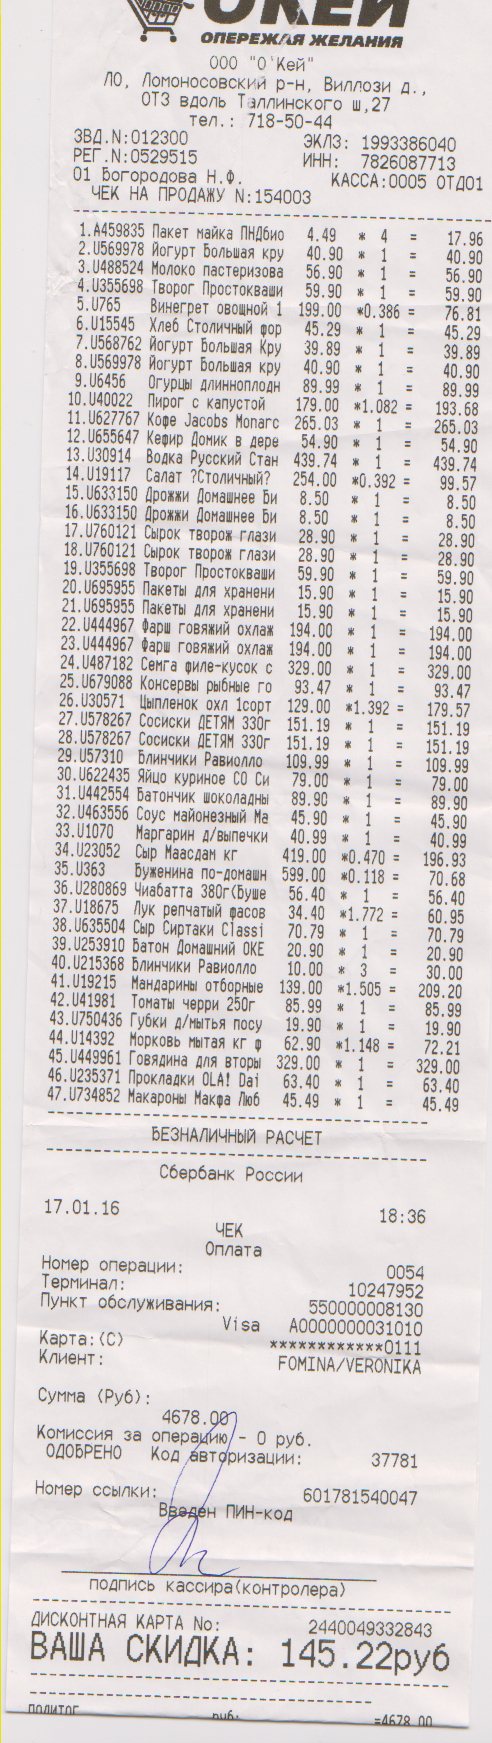 О'КЕЙ
ОПЕРЕЖАЯ ЖЕЛАНИЯ
ООО "О'Кей"
ЛО, Ломоносовский р-н, Виллози д.,
ОТЗ вдоль Таллинского ш,27
тел.: 718-50-44
ЗВД.N:012300 ЭКЛЗ: 1993386040
РЕГ.N:0529515 ИНН: 7826087713
01 Богородова Н.Ф. КАССА:0005 ОТД01
ЧЕК НА ПРОДАЖУ N:154003
1.A459835 Пакет майка ПНДбио 4.49 * 4 = 17.96
2.U569978 Йогурт Большая кру 40.90 * 1 = 40.90
3.U488524 Молоко пастеризова 56.90 * 1 = 56.90
4.U355698 Творог Простокваши 59.90 * 1 = 59.90
5.U765 Винегрет овощной 1 199.00 *0.386 = 76.81
6.U15545 Хлеб Столичный фор 45.29 * 1 = 45.29
7.U568762 Йогурт Большая Кру 39.89 * 1 = 39.89
8.U569978 Йогурт Большая кру 40.90 * 1 = 40.90
9.U6456 Огурцы длинноплодн 89.99 * 1 = 89.99
10.U40022 Пирог с капустой 179.00 *1.082 = 193.68
11.U627767 Кофе Jacobs Monarc 265.03 * 1 = 265.03
12.U655647 Кефир Домик в дере 54.90 * 1 = 54.90
13.U30914 Водка Русский Стан 439.74 * 1 = 439.74
14.U19117 Салат ?Столичный? 254.00 *0.392 = 99.57
15.U633150 Дрожжи Домашнее Би 8.50 * 1 = 8.50
16.U633150 Дрожжи Домашнее Би 8.50 * 1 = 8.50
17.U760121 Сырок творож глази 28.90 * 1 = 28.90
18.U760121 Сырок творож глази 28.90 * 1 = 28.90
19.U355698 Творог Простокваши 59.90 * 1 = 59.90
20.U695955 Пакеты для хранени 15.90 * 1 = 15.90
21.U695955 Пакеты для хранени 15.90 * 1 = 15.90
22.U444967 Фарш говяжий охлаж 194.00 * 1 = 194.00
23.U444967 Фарш говяжий охлаж 194.00 * 1 = 194.00
24.U487182 Семга филе-кусок с 329.00 * 1 = 329.00
25.U679088 Консервы рыбные го 93.47 * 1 = 93.47
26.U30571 Цыпленок охл 1сорт 129.00 *1.392 = 179.57
27.U578267 Сосиски ДЕТЯМ 330г 151.19 * 1 = 151.19
28.U578267 Сосиски ДЕТЯМ 330г 151.19 * 1 = 151.19
29.U57310 Блинчики Равиолло 109.99 * 1 = 109.99
30.U622435 Яйцо куриное СО Си 79.00 * 1 = 79.00
31.U442554 Батончик шоколадны 89.90 * 1 = 89.90
32.U463556 Соус майонезный Ма 45.90 * 1 = 45.90
33.U1070 Маргарин д/выпечки 40.99 * 1 = 40.99
34.U23052 Сыр Маасдам кг 419.00 *0.470 = 196.93
35.U363 Буженина по-домашн 599.00 *0.118 = 70.68
36.U280869 Чиабатта 380г(Буше 56.40 * 1 = 56.40
37.U18675 Лук репчатый фасов 34.40 *1.772 = 60.95
38.U635504 Сыр Сиртаки Classi 70.79 * 1 = 70.79
39.U253910 Батон Домашний ОКЕ 20.90 * 1 = 20.90
40.U215368 Блинчики Равиолло 10.00 * 3 = 30.00
41.U19215 Мандарины отборные 139.00 *1.505 = 209.20
42.U41981 Томаты черри 250г 85.99 * 1 = 85.99
43.U750436 Губки д/мытья посу 19.90 * 1 = 19.90
44.U14392 Морковь мытая кг ф 62.90 *1.148 = 72.21
45.U449961 Говядина для вторы 329.00 * 1 = 329.00
46.U235371 Прокладки OLA! Dai 63.40 * 1 = 63.40
47.U734852 Макароны Макфа Люб 45.49 * 1 = 45.49
БЕЗНАЛИЧНЫЙ РАСЧЕТ
Сбербанк России
17.01.16 18:36
ЧЕК
Оплата
Номер операции: 0054
Терминал: 10247952
Пункт обслуживания: 550000008130
Visa A0000000031010
Карта:(C) ************0111
Клиент: FOMINA/VERONIKA
Сумма (Руб):
4678.00
Комиссия за операцию - 0 руб.
ОДОБРЕНО Код авторизации: 37781
Номер ссылки: 601781540047
Введен ПИН-код
подпись кассира(контролера)
ДИСКОНТНАЯ КАРТА No: 2440049332843
ВАША СКИДКА: 145.22руб
ПОДИТОГ руб: =4678.00